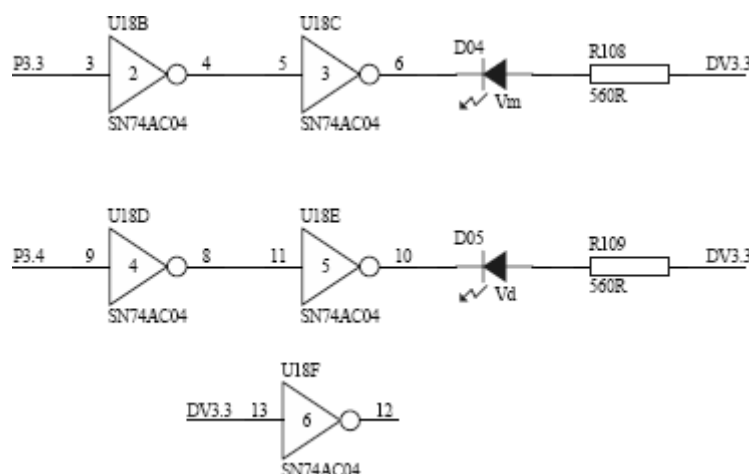 U18B U18C D04 R108
P3.3 3 2 4 5 3 6 DV3.3
SN74AC04 SN74AC04 Vm 560R
U18D U18E D05 R109
P3.4 9 4 8 11 5 10 DV3.3
SN74AC04 SN74AC04 Vd 560R
U18F
DV3.3 13 6 12
SN74AC04